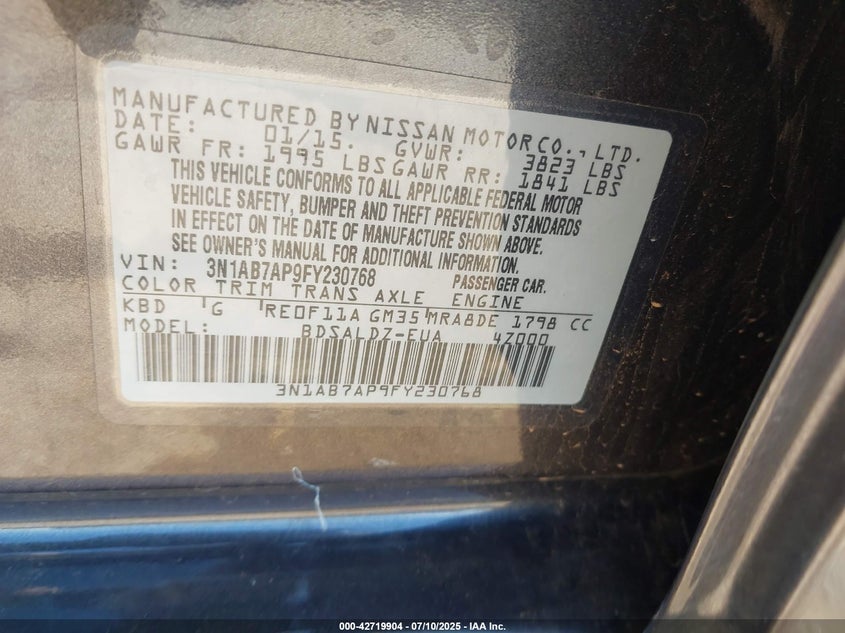 MANUFACTURED BY NISSAN MOTOR CO., LTD.
DATE: 01/15. GVWR: 3823 LBS
GAWR FR: 1995 LBS GAWR RR: 1841 LBS
THIS VEHICLE CONFORMS TO ALL APPLICABLE FEDERAL MOTOR
VEHICLE SAFETY, BUMPER AND THEFT PREVENTION STANDARDS
IN EFFECT ON THE DATE OF MANUFACTURE SHOWN ABOVE.
SEE OWNER'S MANUAL FOR ADDITIONAL INFORMATION.
VIN: 3N1AB7AP9FY230768 PASSENGER CAR.
COLOR TRIM TRANS AXLE ENGINE
KBD G RE0F11A GM35 MRA8DE 1798 CC
MODEL: BDSALDZ-EUA 4Z000
3N1AB7AP9FY230768
000-42719904 / 07/10/2025 / IAA Inc.